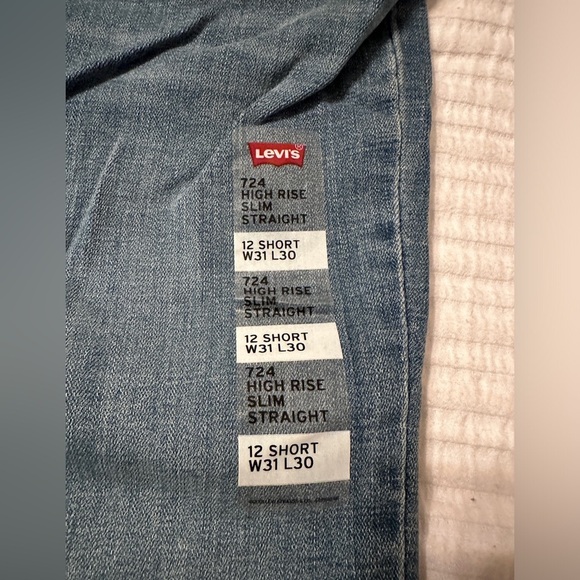 Levi's
724
HIGH RISE
SLIM
STRAIGHT
12 SHORT
W31 L30
724
HIGH RISE
SLIM
STRAIGHT
12 SHORT
W31 L30
724
HIGH RISE
SLIM
STRAIGHT
12 SHORT
W31 L30